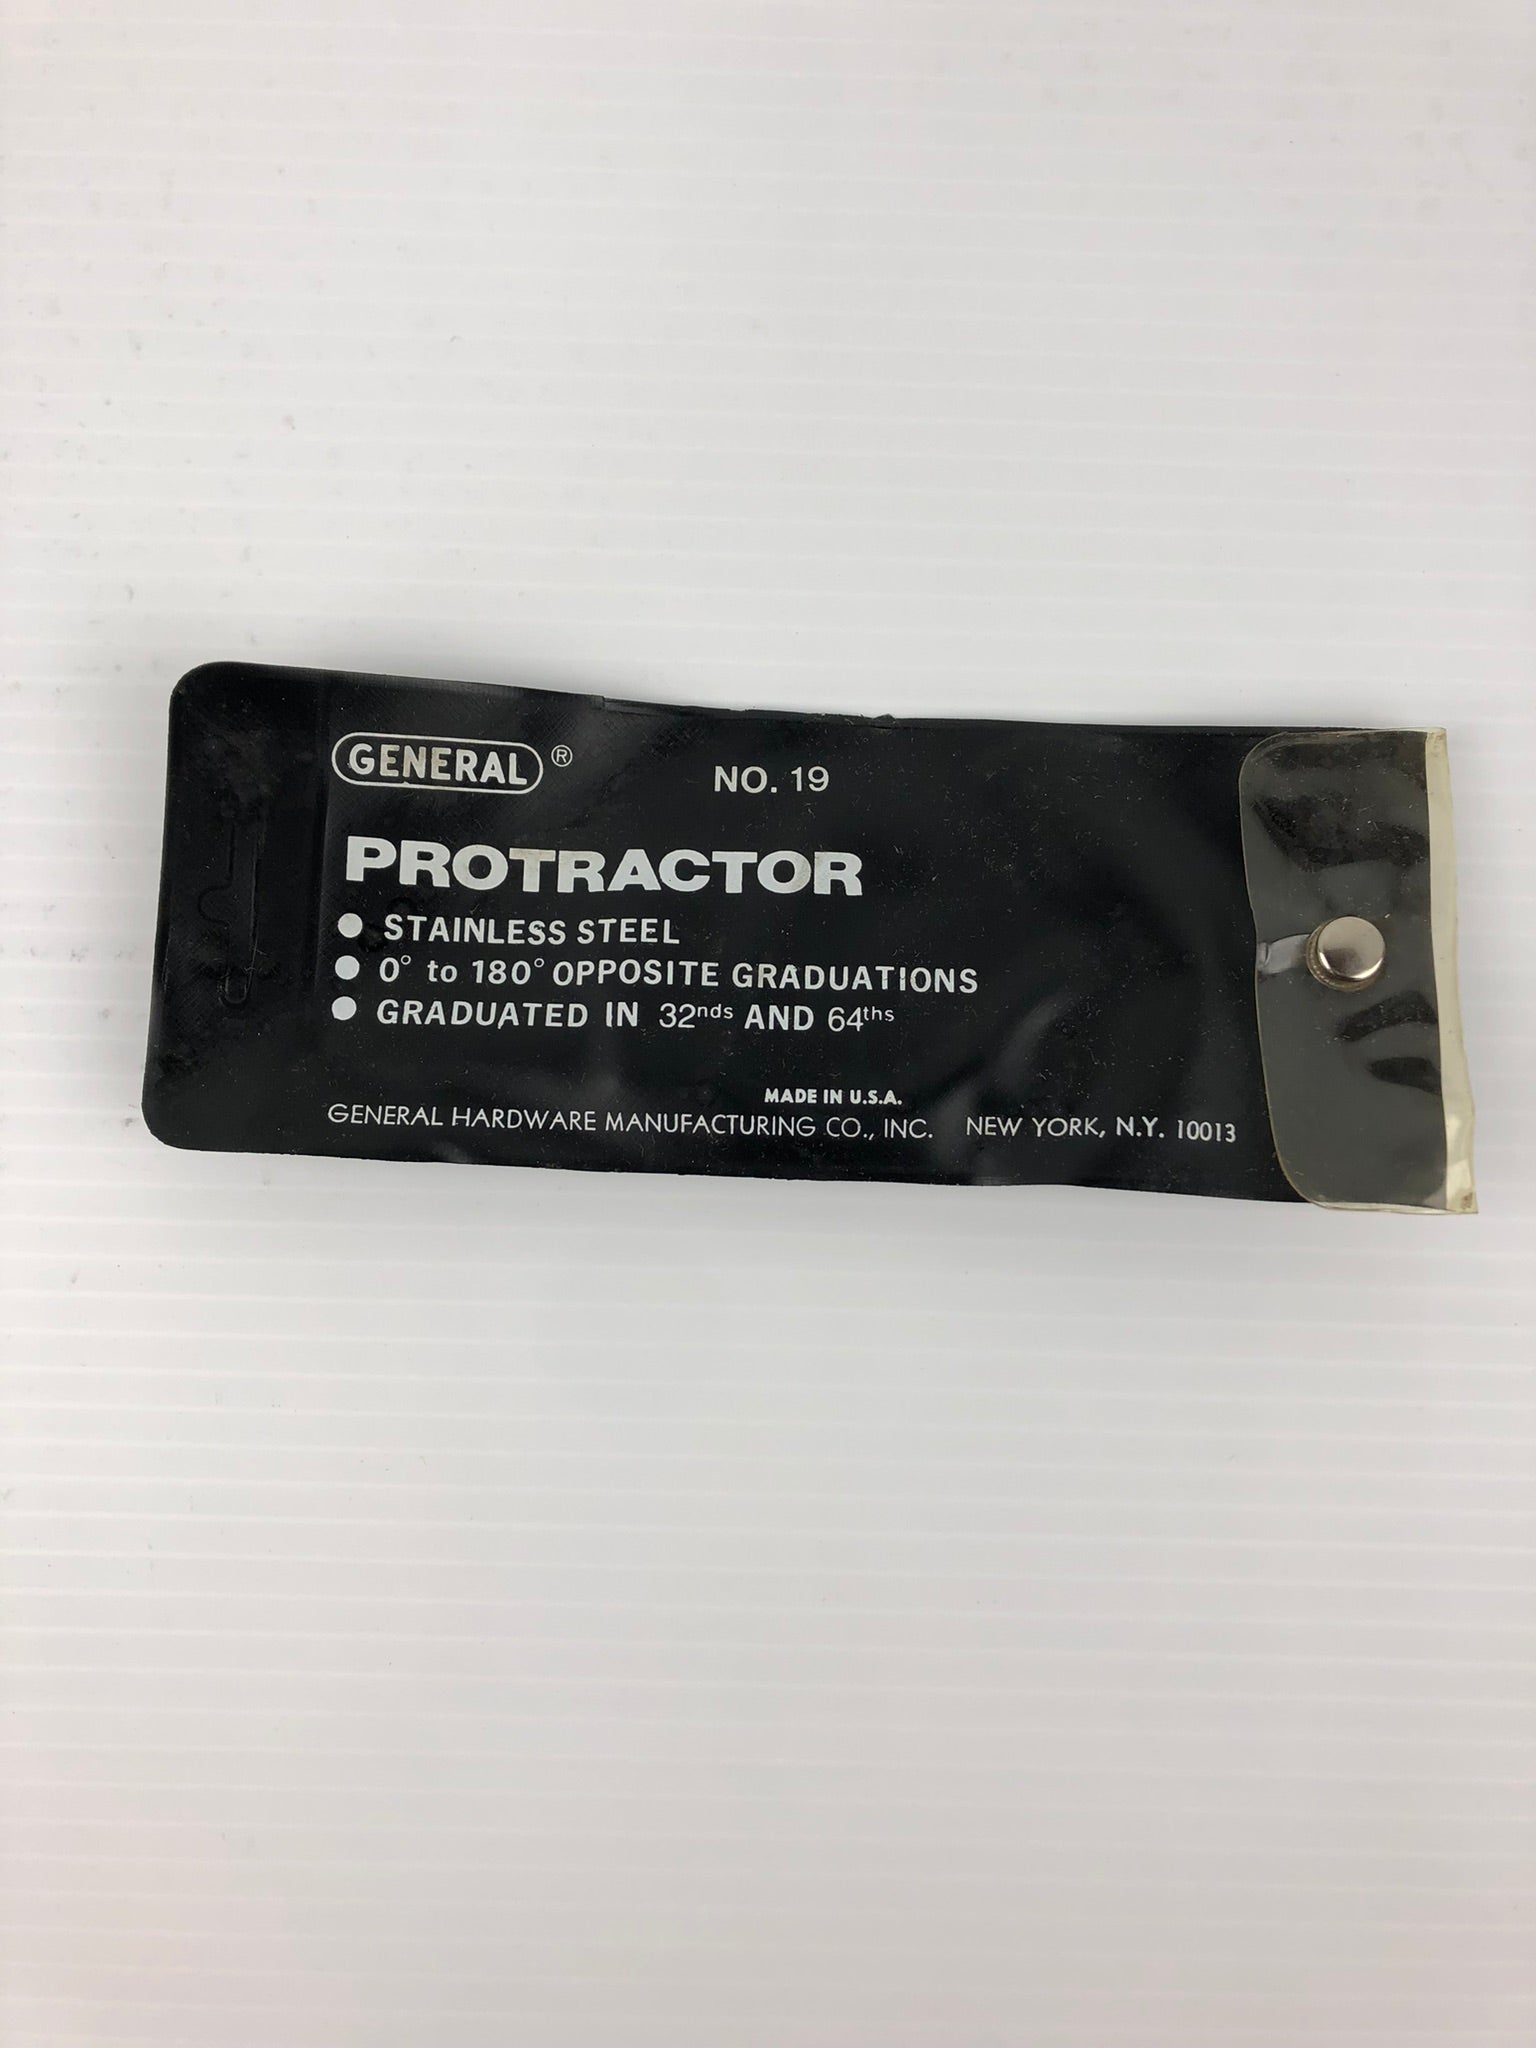 GENERAL ® NO. 19
PROTRACTOR
● STAINLESS STEEL
● 0° to 180° OPPOSITE GRADUATIONS
● GRADUATED IN 32nds AND 64ths
MADE IN U.S.A.
GENERAL HARDWARE MANUFACTURING CO., INC. NEW YORK, N.Y. 10013